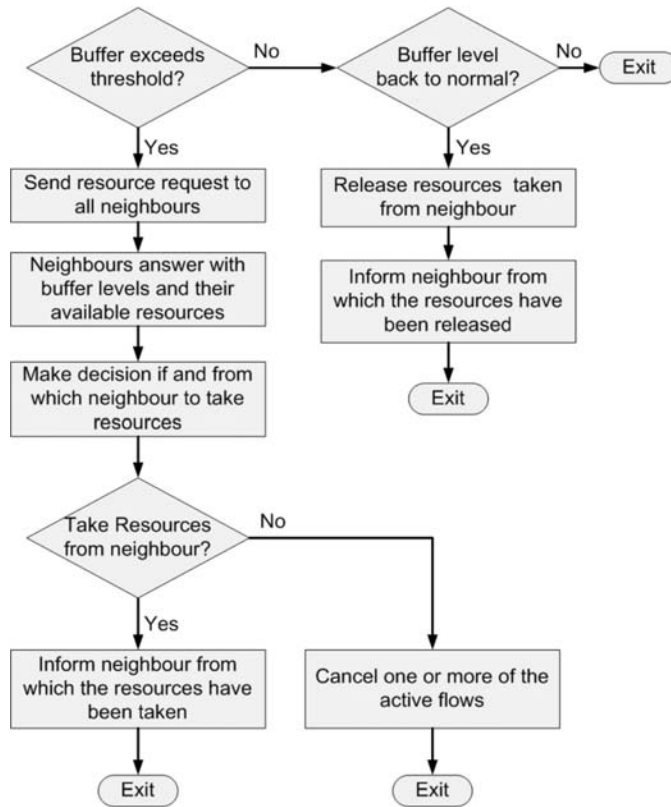 Buffer exceeds
threshold?
No
Buffer level
back to normal?
No
Exit
Yes
Yes
Send resource request to
all neighbours
Release resources taken
from neighbour
Neighbours answer with
buffer levels and their
available resources
Inform neighbour from
which the resources have
been released
Make decision if and from
which neighbour to take
resources
Exit
Take Resources
from neighbour?
No
Yes
Inform neighbour from
which the resources have
been taken
Cancel one or more of the
active flows
Exit
Exit